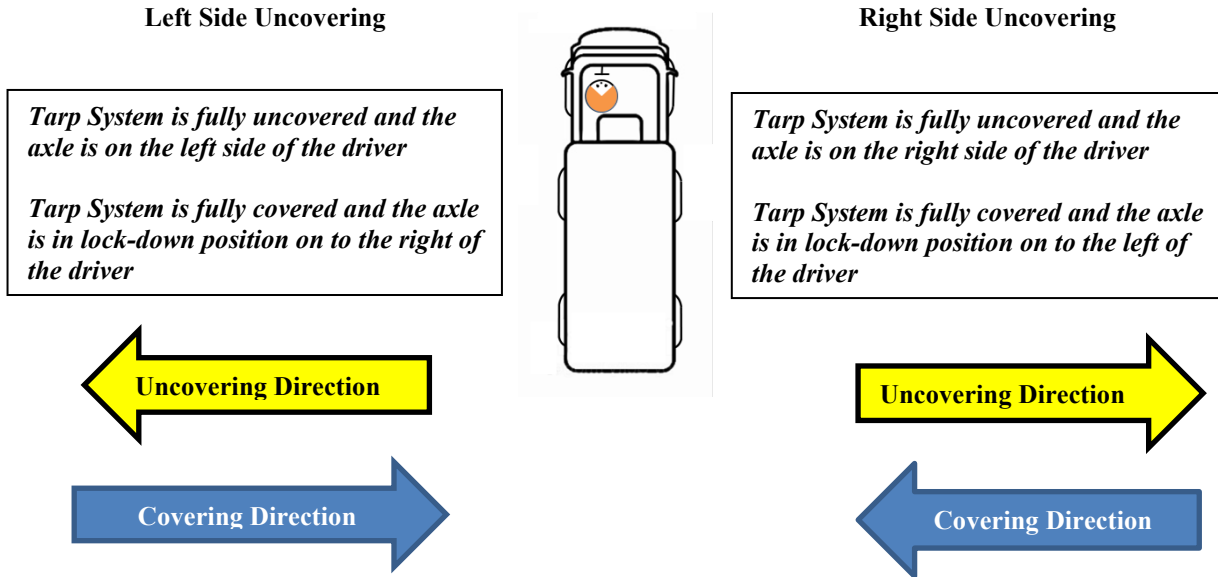 Left Side Uncovering
Tarp System is fully uncovered and the
axle is on the left side of the driver
Tarp System is fully covered and the axle
is in lock-down position on to the right of
the driver
Uncovering Direction
Covering Direction
Right Side Uncovering
Tarp System is fully uncovered and the
axle is on the right side of the driver
Tarp System is fully covered and the axle
is in lock-down position on to the left of
the driver
Uncovering Direction
Covering Direction